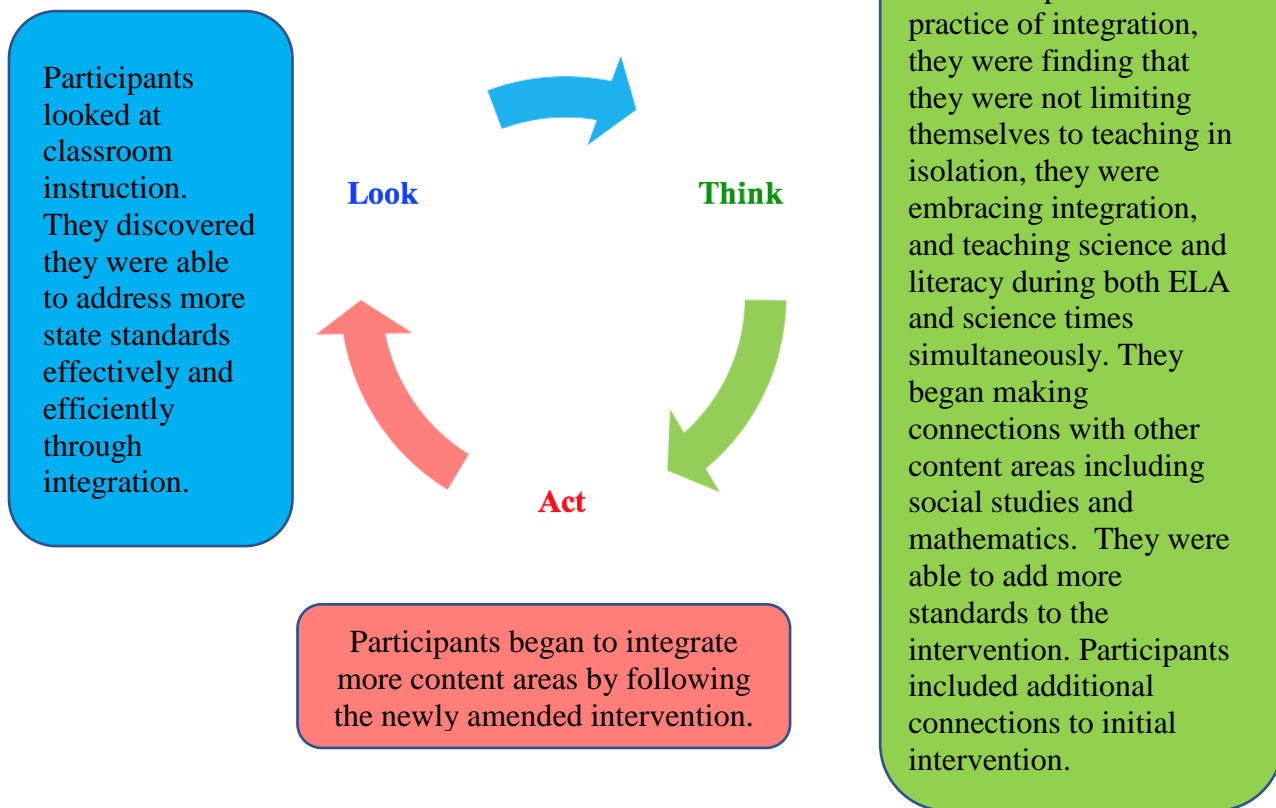 Participants
looked at
classroom
instruction.
They discovered
they were able
to address more
state standards
effectively and
efficiently
through
integration.
Look
Think
Act
Participants began to integrate
more content areas by following
the newly amended intervention.
practice of integration,
they were finding that
they were not limiting
themselves to teaching in
isolation, they were
embracing integration,
and teaching science and
literacy during both ELA
and science times
simultaneously. They
began making
connections with other
content areas including
social studies and
mathematics. They were
able to add more
standards to the
intervention. Participants
included additional
connections to initial
intervention.